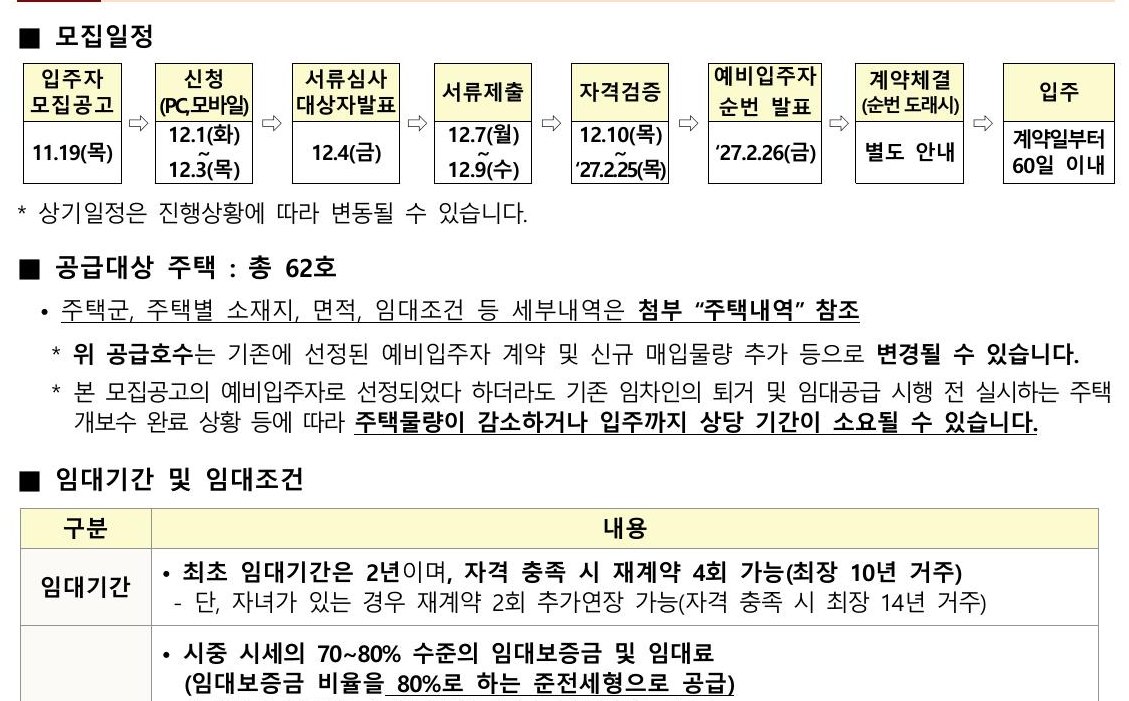 ■ 모집일정
입주자
모집공고
신청
(PC,모바일)
서류심사
대상자발표
서류제출
자격검증
예비입주자
순번 발표
계약체결
(순번 도래시)
입주
11.19(목)
12.1(화)
~
12.3(목)
12.4(금)
12.7(월)
~
12.9(수)
12.10(목)
~
‘27.2.25(목)
‘27.2.26(금)
별도 안내
계약일부터
60일 이내
* 상기일정은 진행상황에 따라 변동될 수 있습니다.
■ 공급대상 주택 : 총 62호
• 주택군, 주택별 소재지, 면적, 임대조건 등 세부내역은 첨부 “주택내역” 참조
* 위 공급호수는 기존에 선정된 예비입주자 계약 및 신규 매입물량 추가 등으로 변경될 수 있습니다.
* 본 모집공고의 예비입주자로 선정되었다 하더라도 기존 임차인의 퇴거 및 임대공급 시행 전 실시하는 주택
개보수 완료 상황 등에 따라 주택물량이 감소하거나 입주까지 상당 기간이 소요될 수 있습니다.
■ 임대기간 및 임대조건
구분
내용
임대기간
• 최초 임대기간은 2년이며, 자격 충족 시 재계약 4회 가능(최장 10년 거주)
- 단, 자녀가 있는 경우 재계약 2회 추가연장 가능(자격 충족 시 최장 14년 거주)
• 시중 시세의 70~80% 수준의 임대보증금 및 임대료
(임대보증금 비율을 80%로 하는 준전세형으로 공급)